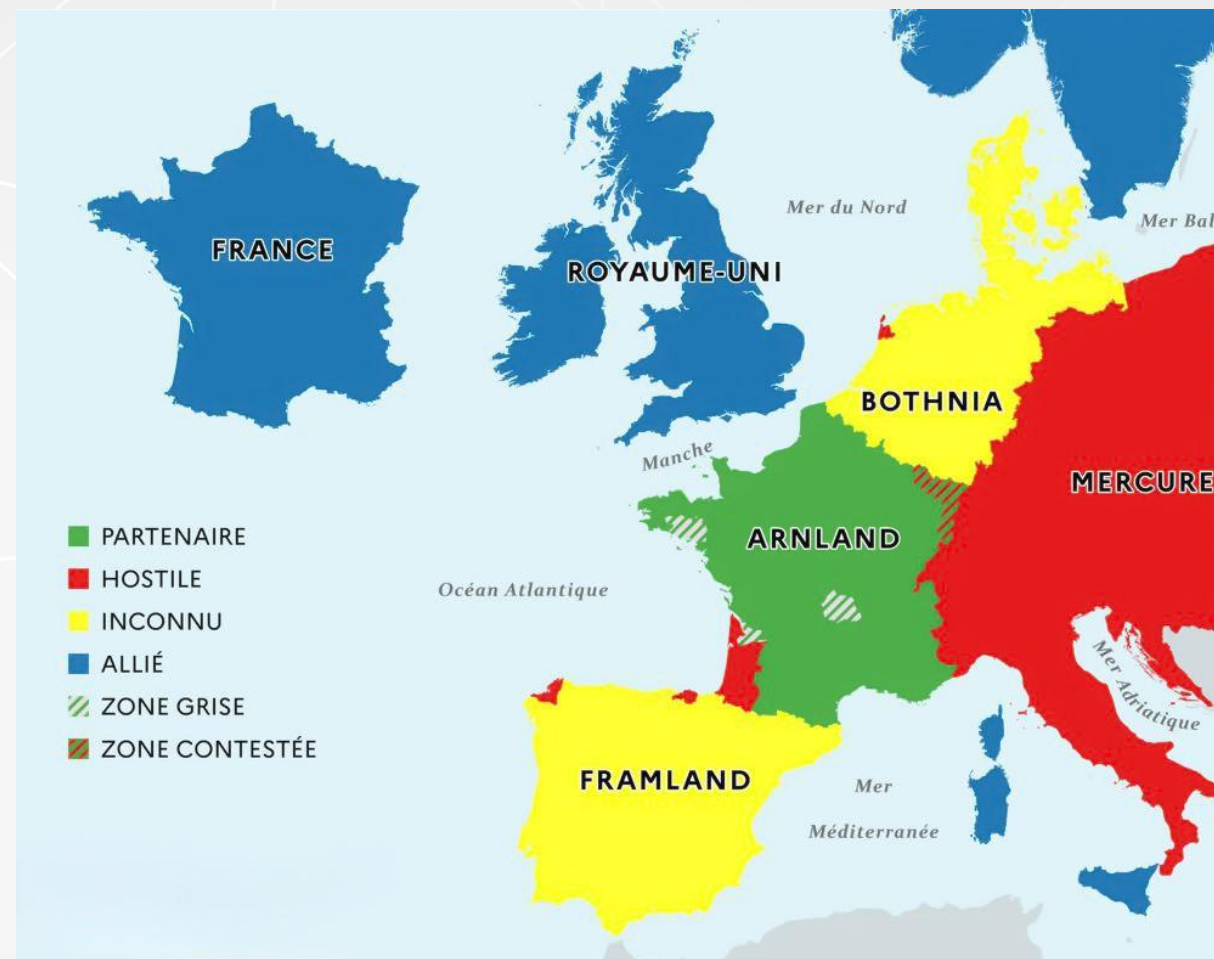 FRANCE
ROYAUME-UNI
Mer du Nord
Mer Bal
BOTHNIA
Manche
MERCURE
ARNLAND
PARTENAIRE
HOSTILE
INCONNU
ALLIÉ
ZONE GRISE
ZONE CONTESTÉE
Océan Atlantique
Mer Adriatique
FRAMLAND
Mer
Méditerranée